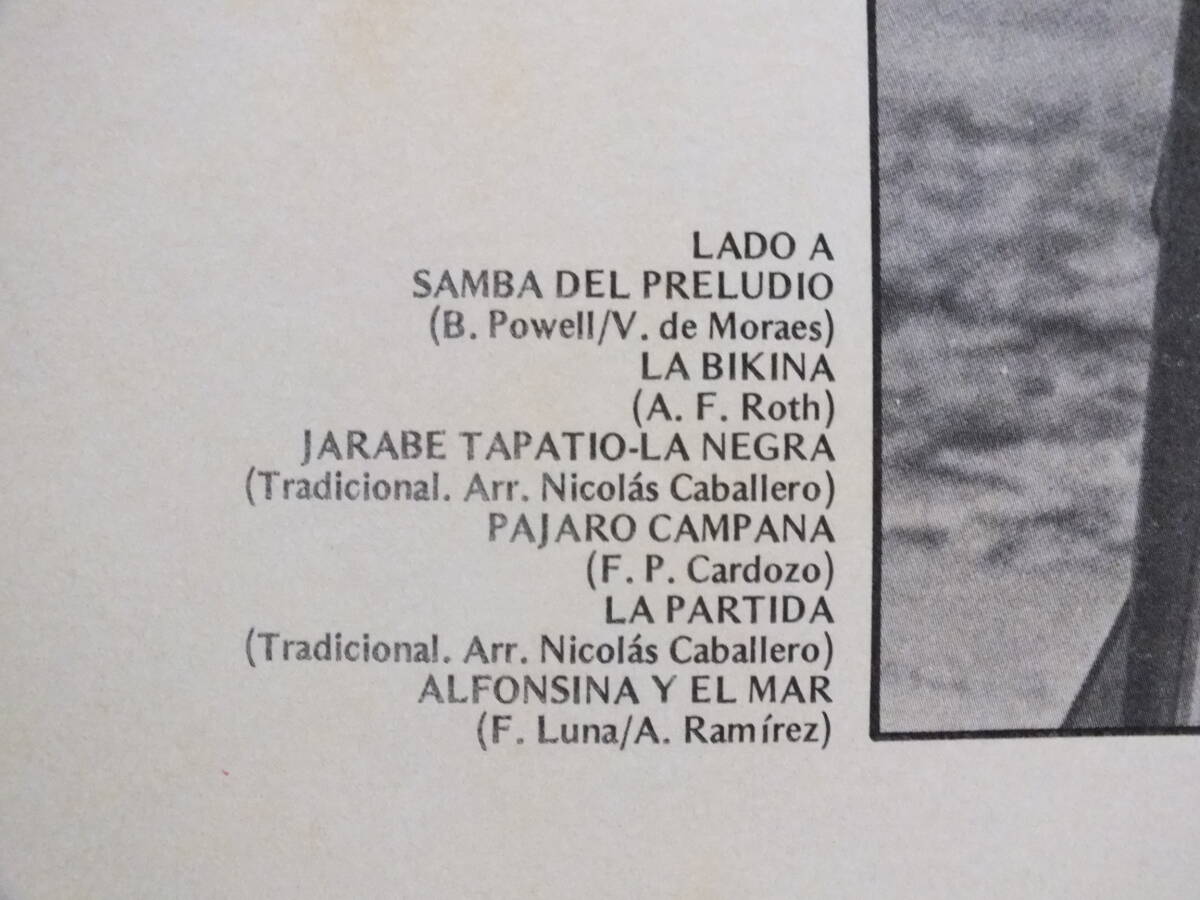 LADO A
SAMBA DEL PRELUDIO
(B. Powell/V. de Moraes)
LA BIKINA
(A. F. Roth)
JARABE TAPATIO-LA NEGRA
(Tradicional. Arr. Nicolás Caballero)
PAJARO CAMPANA
(F. P. Cardozo)
LA PARTIDA
(Tradicional. Arr. Nicolás Caballero)
ALFONSINA Y EL MAR
(F. Luna/A. Ramírez)